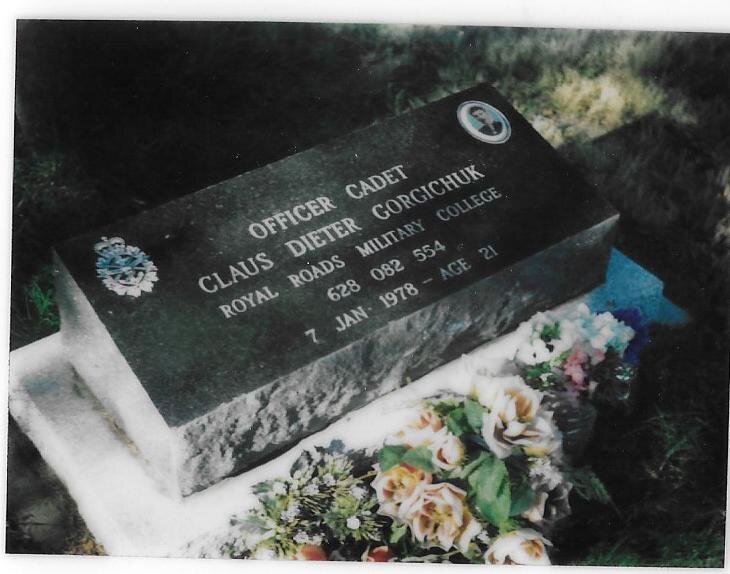 OFFICER CADET
CLAUS DIETER GORGICHUK
ROYAL ROADS MILITARY COLLEGE
628 082 554
7 JAN 1978 - AGE 21